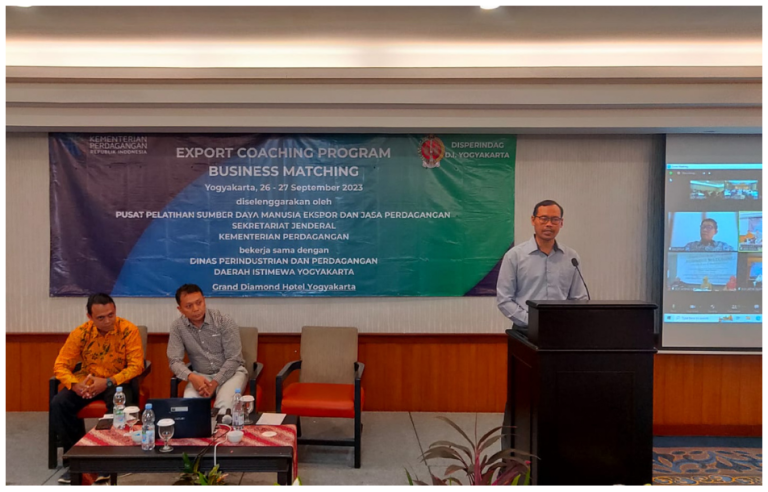 KEMENTERIAN
PERDAGANGAN
REPUBLIK INDONESIA
DISPERINDAG
D.I. YOGYAKARTA
EXPORT COACHING PROGRAM
BUSINESS MATCHING
Yogyakarta, 26 - 27 September 2023
diselenggarakan oleh
PUSAT PELATIHAN SUMBER DAYA MANUSIA EKSPOR DAN JASA PERDAGANGAN
SEKRETARIAT JENDERAL
KEMENTERIAN PERDAGANGAN
bekerja sama dengan
DINAS PERINDUSTRIAN DAN PERDAGANGAN
DAERAH ISTIMEWA YOGYAKARTA
Grand Diamond Hotel Yogyakarta